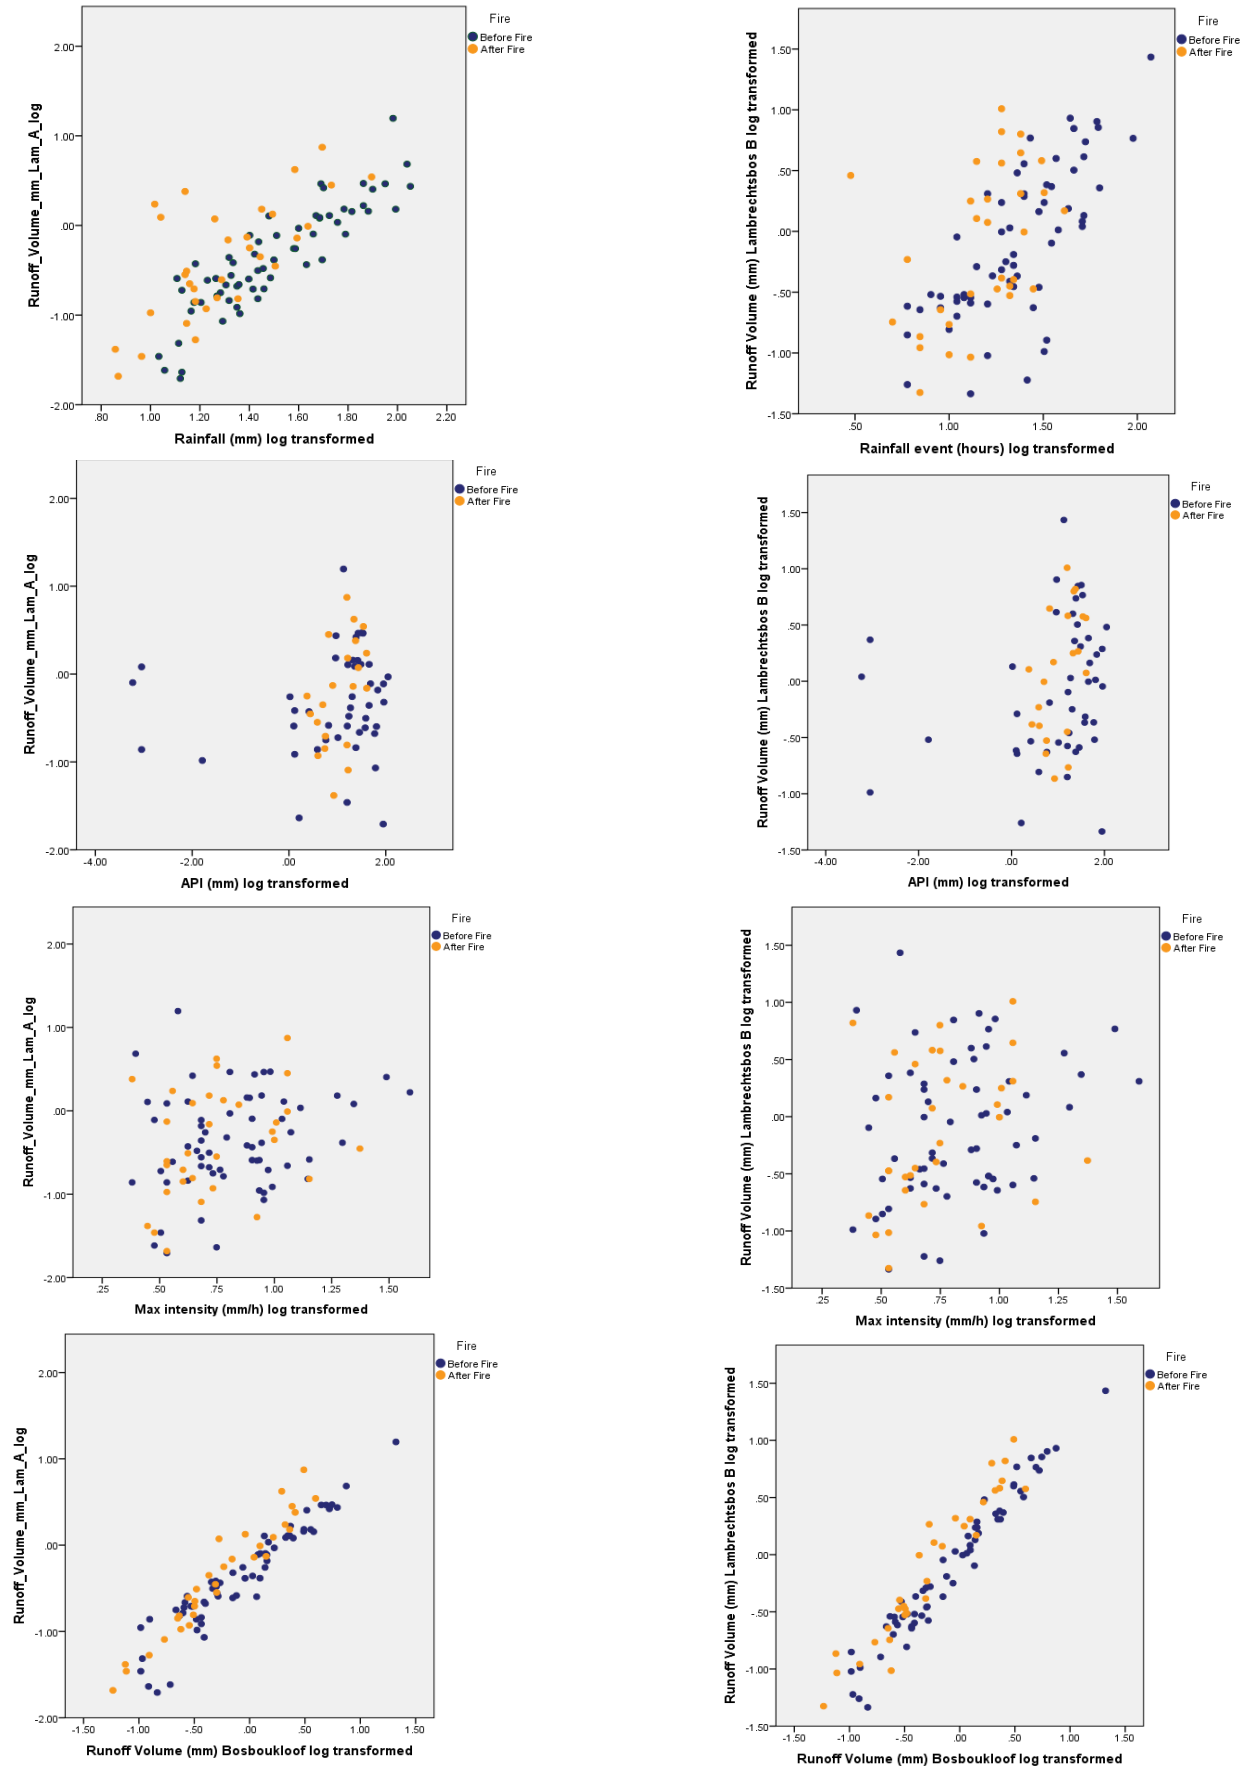 Fire
Before Fire
After Fire
2.00
1.00
.00
-1.00
-2.00
Runoff_Volume_mm_Lam_A_log
.80 1.00 1.20 1.40 1.60 1.80 2.00 2.20
Rainfall (mm) log transformed
Fire
Before Fire
After Fire
1.50
1.00
.50
.00
-.50
-1.00
-1.50
Runoff Volume (mm) Lambrechtsbos B log transformed
.50 1.00 1.50 2.00
Rainfall event (hours) log transformed
Fire
Before Fire
After Fire
2.00
1.00
.00
-1.00
-2.00
Runoff_Volume_mm_Lam_A_log
-4.00 -2.00 .00 2.00
API (mm) log transformed
Fire
Before Fire
After Fire
1.50
1.00
.50
.00
-.50
-1.00
-1.50
Runoff Volume (mm) Lambrechtsbos B log transformed
-4.00 -2.00 .00 2.00
API (mm) log transformed
Fire
Before Fire
After Fire
2.00
1.00
.00
-1.00
-2.00
Runoff_Volume_mm_Lam_A_log
.25 .50 .75 1.00 1.25 1.50
Max intensity (mm/h) log transformed
Fire
Before Fire
After Fire
1.50
1.00
.50
.00
-.50
-1.00
-1.50
Runoff Volume (mm) Lambrechtsbos B log transformed
.25 .50 .75 1.00 1.25 1.50
Max intensity (mm/h) log transformed
Fire
Before Fire
After Fire
2.00
1.00
.00
-1.00
-2.00
Runoff_Volume_mm_Lam_A_log
-1.50 -1.00 -.50 .00 .50 1.00 1.50
Runoff Volume (mm) Bosboukloof log transformed
Fire
Before Fire
After Fire
1.50
1.00
.50
.00
-.50
-1.00
-1.50
Runoff Volume (mm) Lambrechtsbos B log transformed
-1.50 -1.00 -.50 .00 .50 1.00 1.50
Runoff Volume (mm) Bosboukloof log transformed